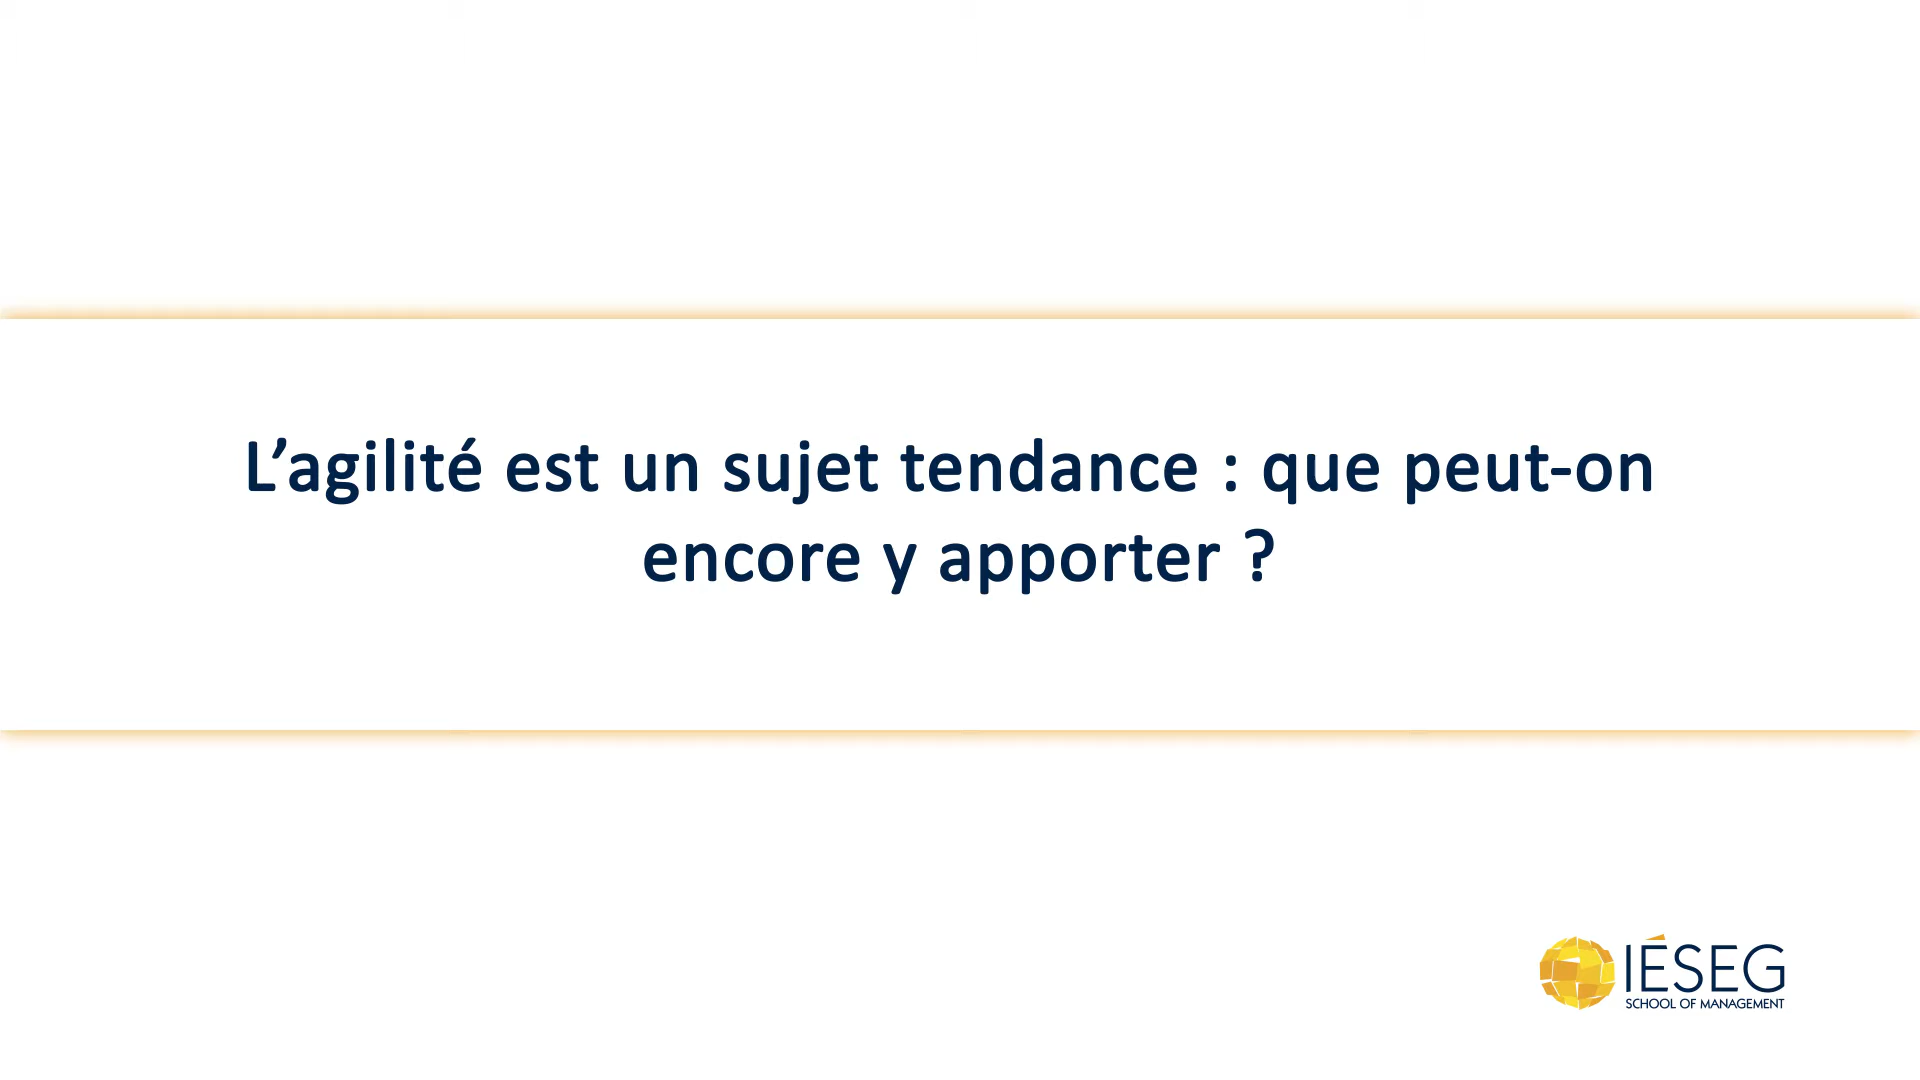 L’agilité est un sujet tendance : que peut-on
encore y apporter ?
IÉSEG
SCHOOL OF MANAGEMENT